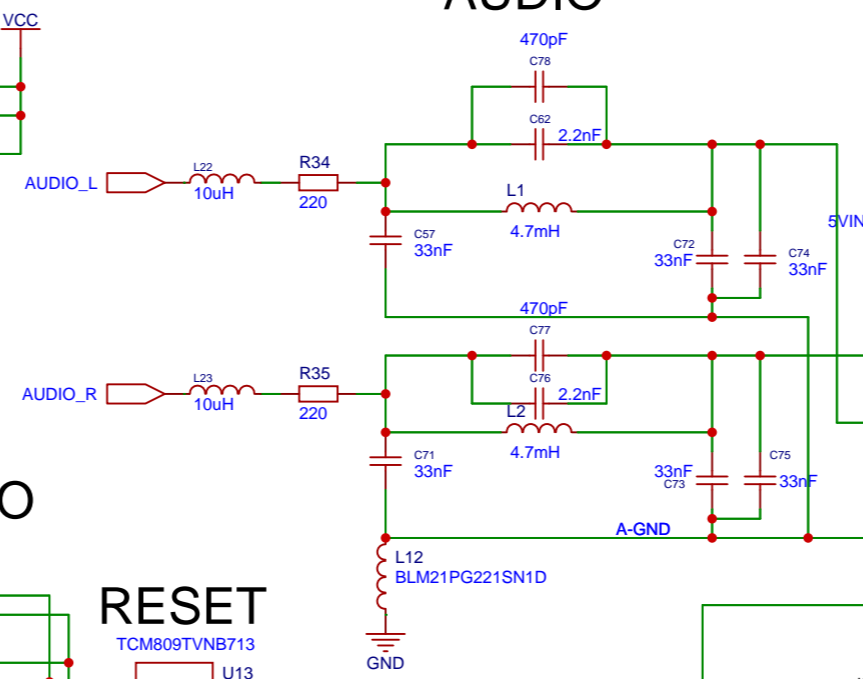 AUDIO
VCC
470pF
C78
C62
2.2nF
AUDIO_L
L22
10uH
R34
220
L1
4.7mH
C57
33nF
C72
33nF
C74
33nF
5VIN
470pF
C77
C76
2.2nF
AUDIO_R
L23
10uH
R35
220
L2
4.7mH
C71
33nF
33nF
C73
C75
33nF
O
A-GND
L12
BLM21PG221SN1D
GND
RESET
TCM809TVNB713
U13